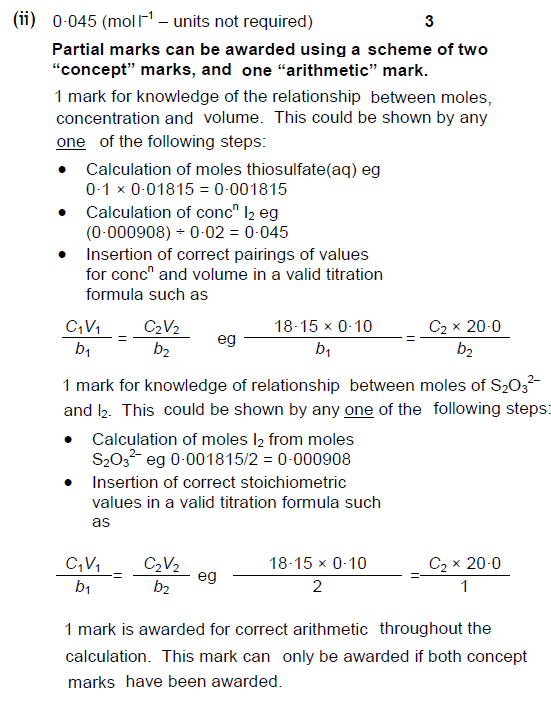 (ii) 0·045 (mol l⁻¹ – units not required) 3
Partial marks can be awarded using a scheme of two
“concept” marks, and one “arithmetic” mark.
1 mark for knowledge of the relationship between moles,
concentration and volume. This could be shown by any
one of the following steps:
• Calculation of moles thiosulfate(aq) eg
0·1 × 0·01815 = 0·001815
• Calculation of concⁿ I₂ eg
(0·000908) ÷ 0·02 = 0·045
• Insertion of correct pairings of values
for concⁿ and volume in a valid titration
formula such as
C₁V₁/b₁ = C₂V₂/b₂ eg 18·15 × 0·10/b₁ = C₂ × 20·0/b₂
1 mark for knowledge of relationship between moles of S₂O₃²⁻
and I₂. This could be shown by any one of the following steps:
• Calculation of moles I₂ from moles
S₂O₃²⁻ eg 0·001815/2 = 0·000908
• Insertion of correct stoichiometric
values in a valid titration formula such
as
C₁V₁/b₁ = C₂V₂/b₂ eg 18·15 × 0·10/2 = C₂ × 20·0/1
1 mark is awarded for correct arithmetic throughout the
calculation. This mark can only be awarded if both concept
marks have been awarded.